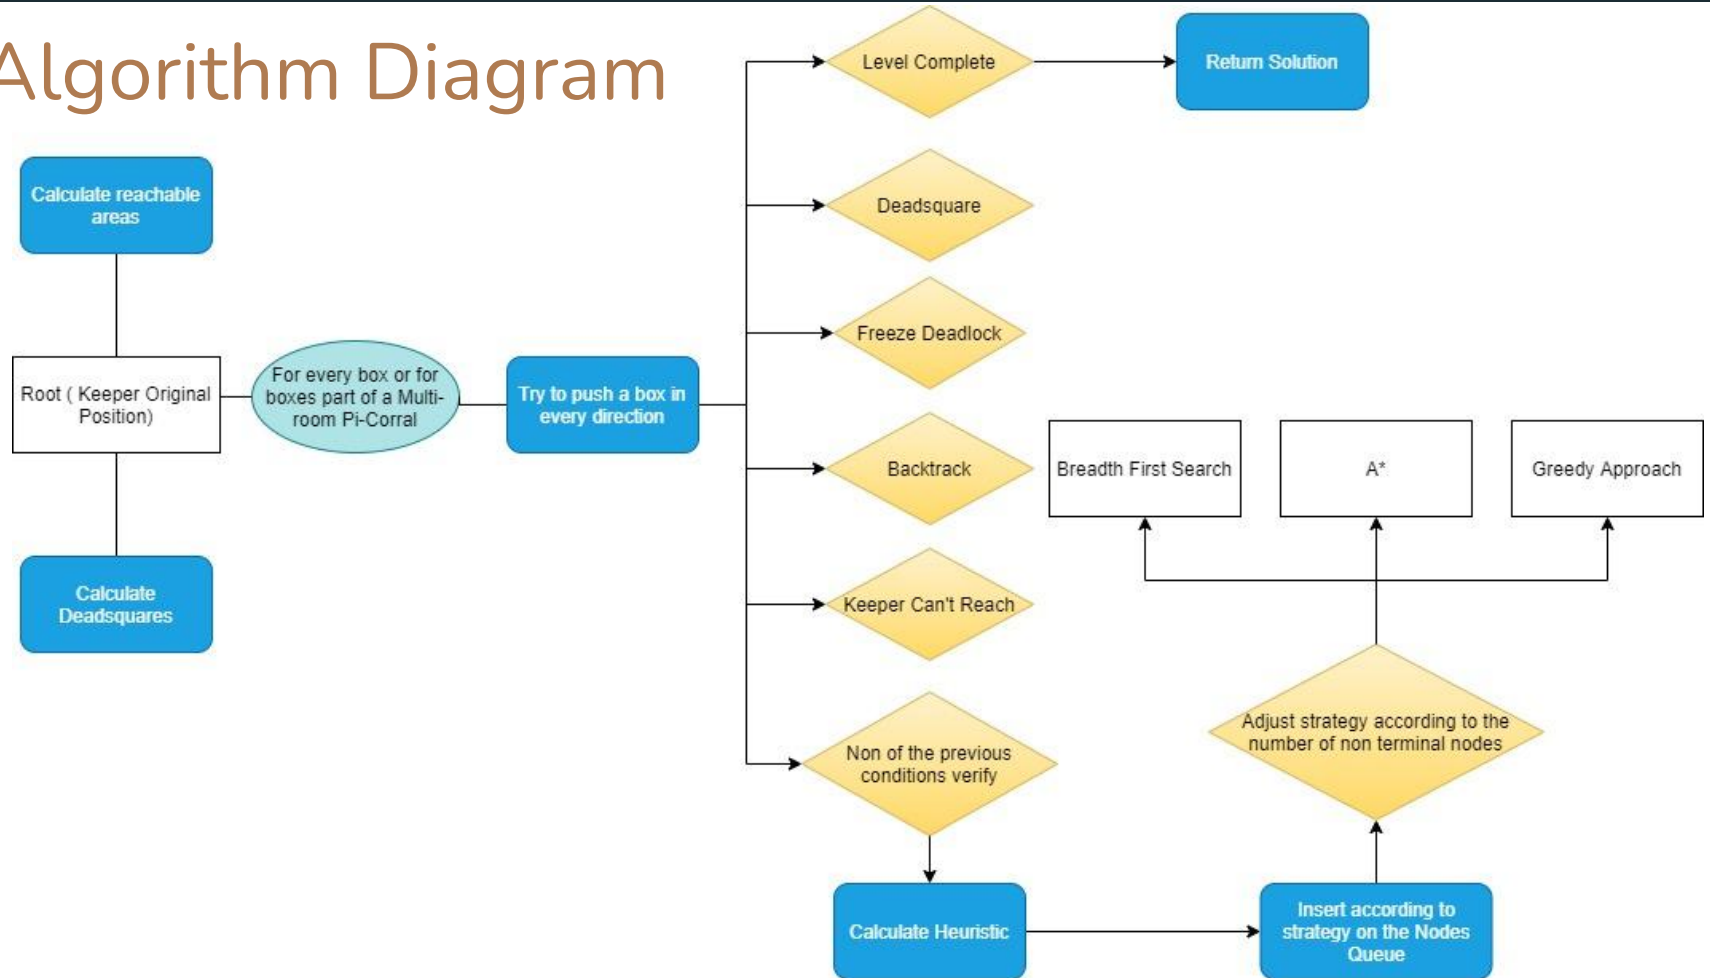 Algorithm Diagram
Level Complete
Return Solution
Calculate reachable
areas
Deadsquare
Freeze Deadlock
Root ( Keeper Original
Position)
For every box or for
boxes part of a Multi-
room Pi-Corral
Try to push a box in
every direction
Backtrack
Breadth First Search
A*
Greedy Approach
Calculate
Deadsquares
Keeper Can't Reach
Non of the previous
conditions verify
Adjust strategy according to the
number of non terminal nodes
Calculate Heuristic
Insert according to
strategy on the Nodes
Queue